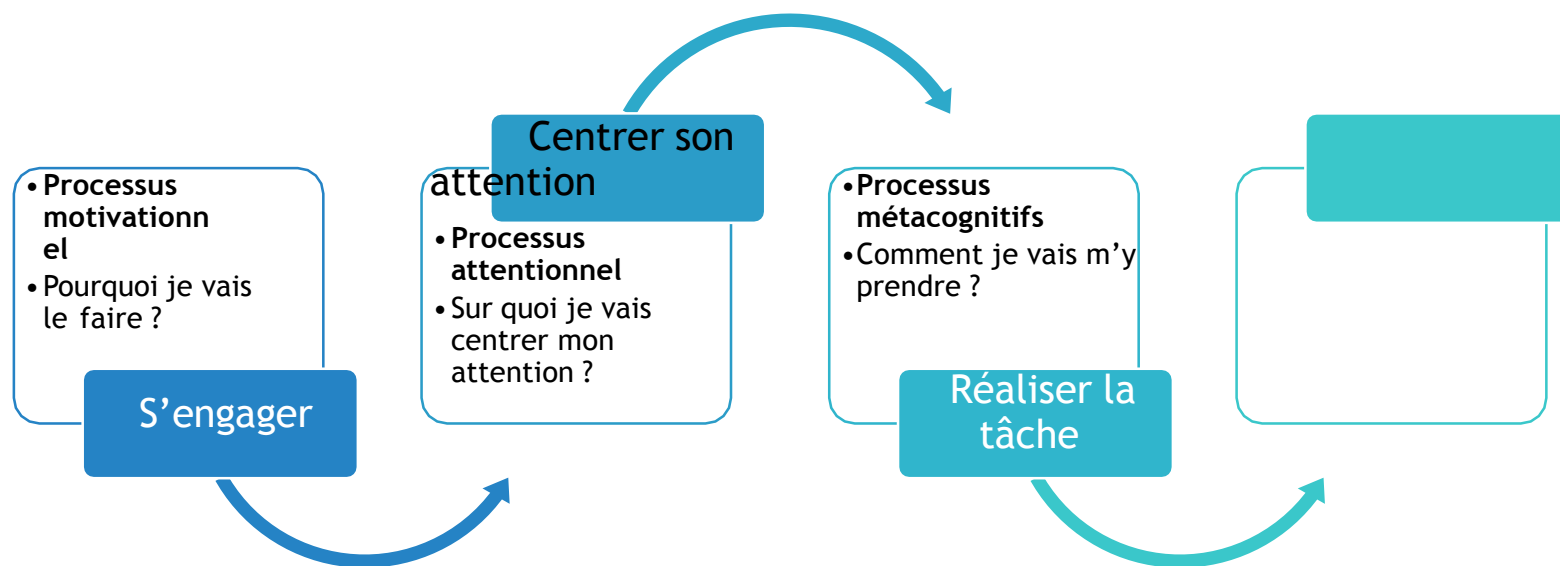 • Processus
motivationn
el
• Pourquoi je vais
le faire ?
S’engager
Centrer son
attention
• Processus
attentionnel
• Sur quoi je vais
centrer mon
attention ?
• Processus
métacognitifs
• Comment je vais m’y
prendre ?
Réaliser la
tâche